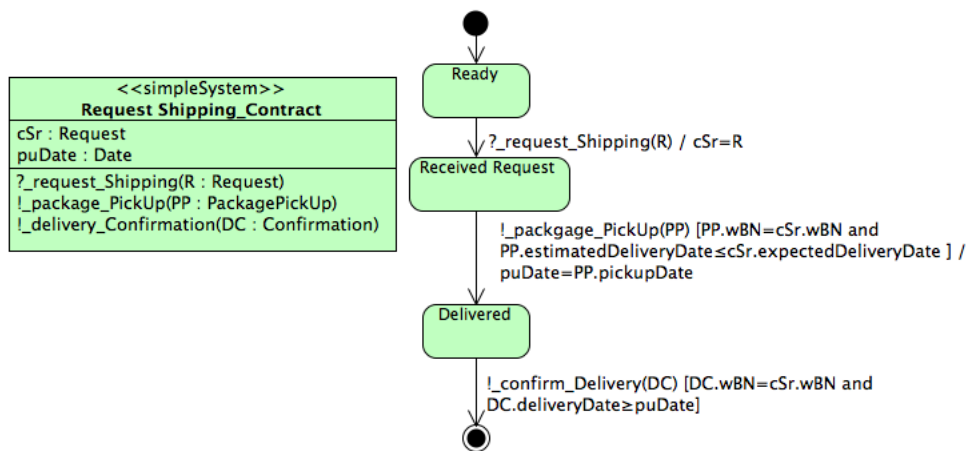 <<simpleSystem>>
Request Shipping_Contract
cSr : Request
puDate : Date
?_request_Shipping(R : Request)
!_package_PickUp(PP : PackagePickUp)
!_delivery_Confirmation(DC : Confirmation)
Ready
?_request_Shipping(R) / cSr=R
Received Request
!_packgage_PickUp(PP) [PP.wBN=cSr.wBN and
PP.estimatedDeliveryDate≤cSr.expectedDeliveryDate ] /
puDate=PP.pickupDate
Delivered
!_confirm_Delivery(DC) [DC.wBN=cSr.wBN and
DC.deliveryDate≥puDate]